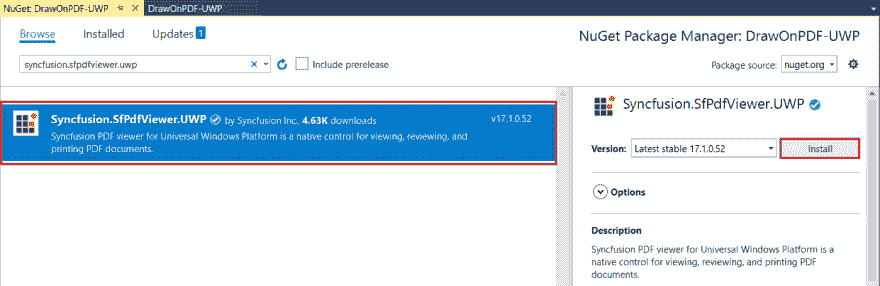 NuGet: DrawOnPDF-UWP
DrawOnPDF-UWP
Browse
Installed
Updates
1
NuGet Package Manager: DrawOnPDF-UWP
syncfusion.sfpdfviewer.uwp
Include prerelease
Package source: nuget.org
Syncfusion.SfPdfViewer.UWP by Syncfusion Inc., 4.63K downloads
v17.1.0.52
Syncfusion PDF viewer for Universal Windows Platform is a native control for viewing, reviewing, and
printing PDF documents.
Syncfusion.SfPdfViewer.UWP
Version: Latest stable 17.1.0.52
Install
Options
Description
Syncfusion PDF viewer for Universal Windows Platform is a
native control for viewing, reviewing, and printing PDF
documents.